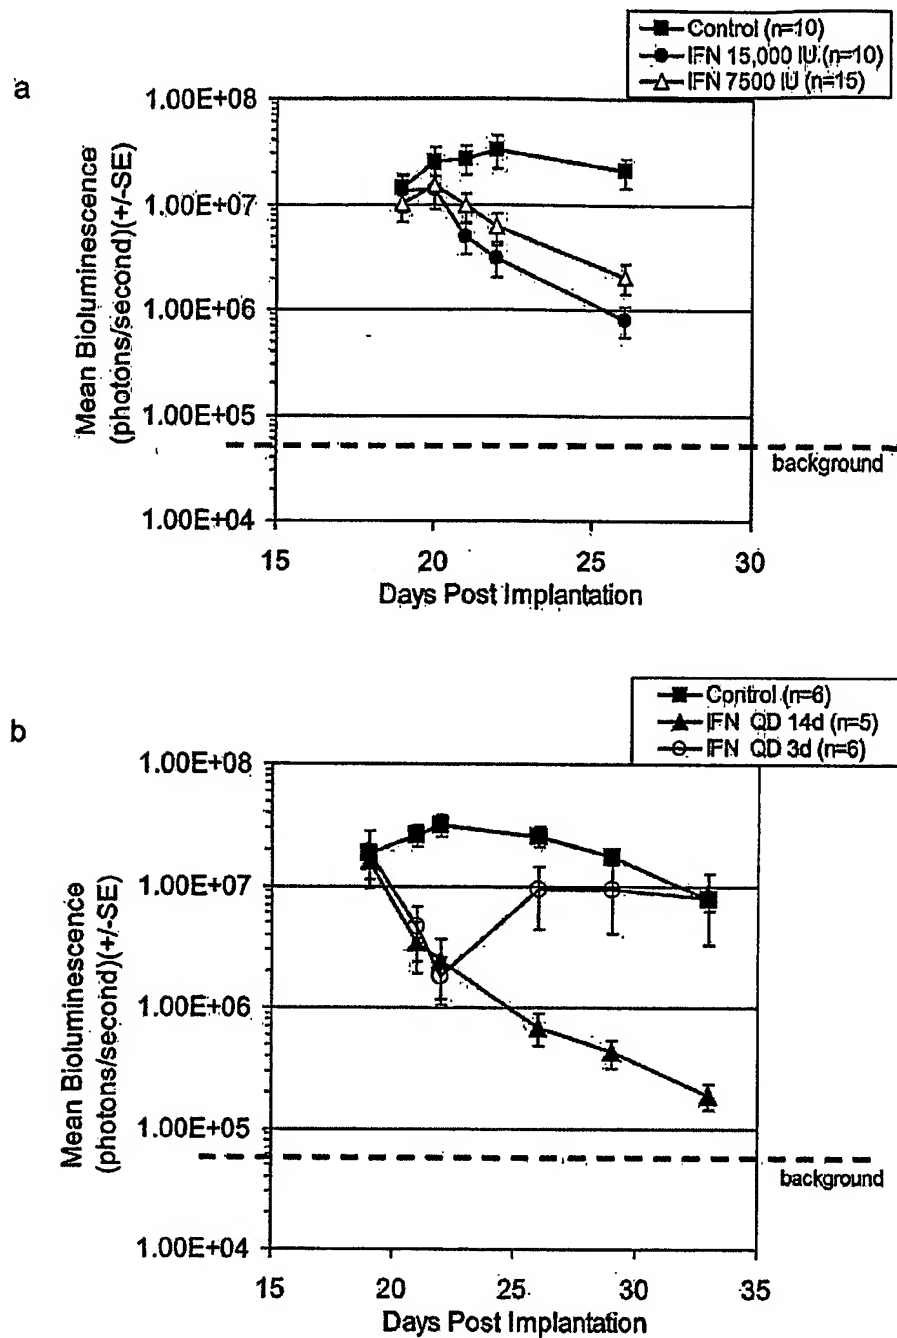 Control (n=10)
IFN 15,000 IU (n=10)
IFN 7500 IU (n=15)
a
1.00E+08
1.00E+07
1.00E+06
1.00E+05
1.00E+04
Mean Bioluminescence
(photons/second)(+/-SE)
background
15
20
25
30
Days Post Implantation
Control (n=6)
IFN QD 14d (n=5)
IFN QD 3d (n=6)
b
1.00E+08
1.00E+07
1.00E+06
1.00E+05
1.00E+04
Mean Bioluminescence
(photons/second)(+/-SE)
background
15
20
25
30
35
Days Post Implantation